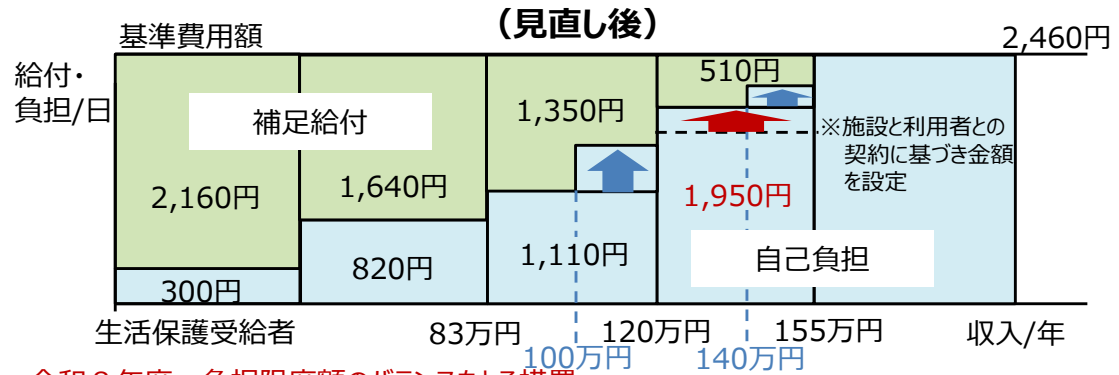 （見直し後）
基準費用額
2,460円
給付・
負担/日
補足給付
510円
1,350円
※施設と利用者との
契約に基づき金額
を設定
2,160円
1,640円
1,950円
1,110円
820円
自己負担
300円
生活保護受給者
83万円
120万円
155万円
収入/年
100万円
140万円